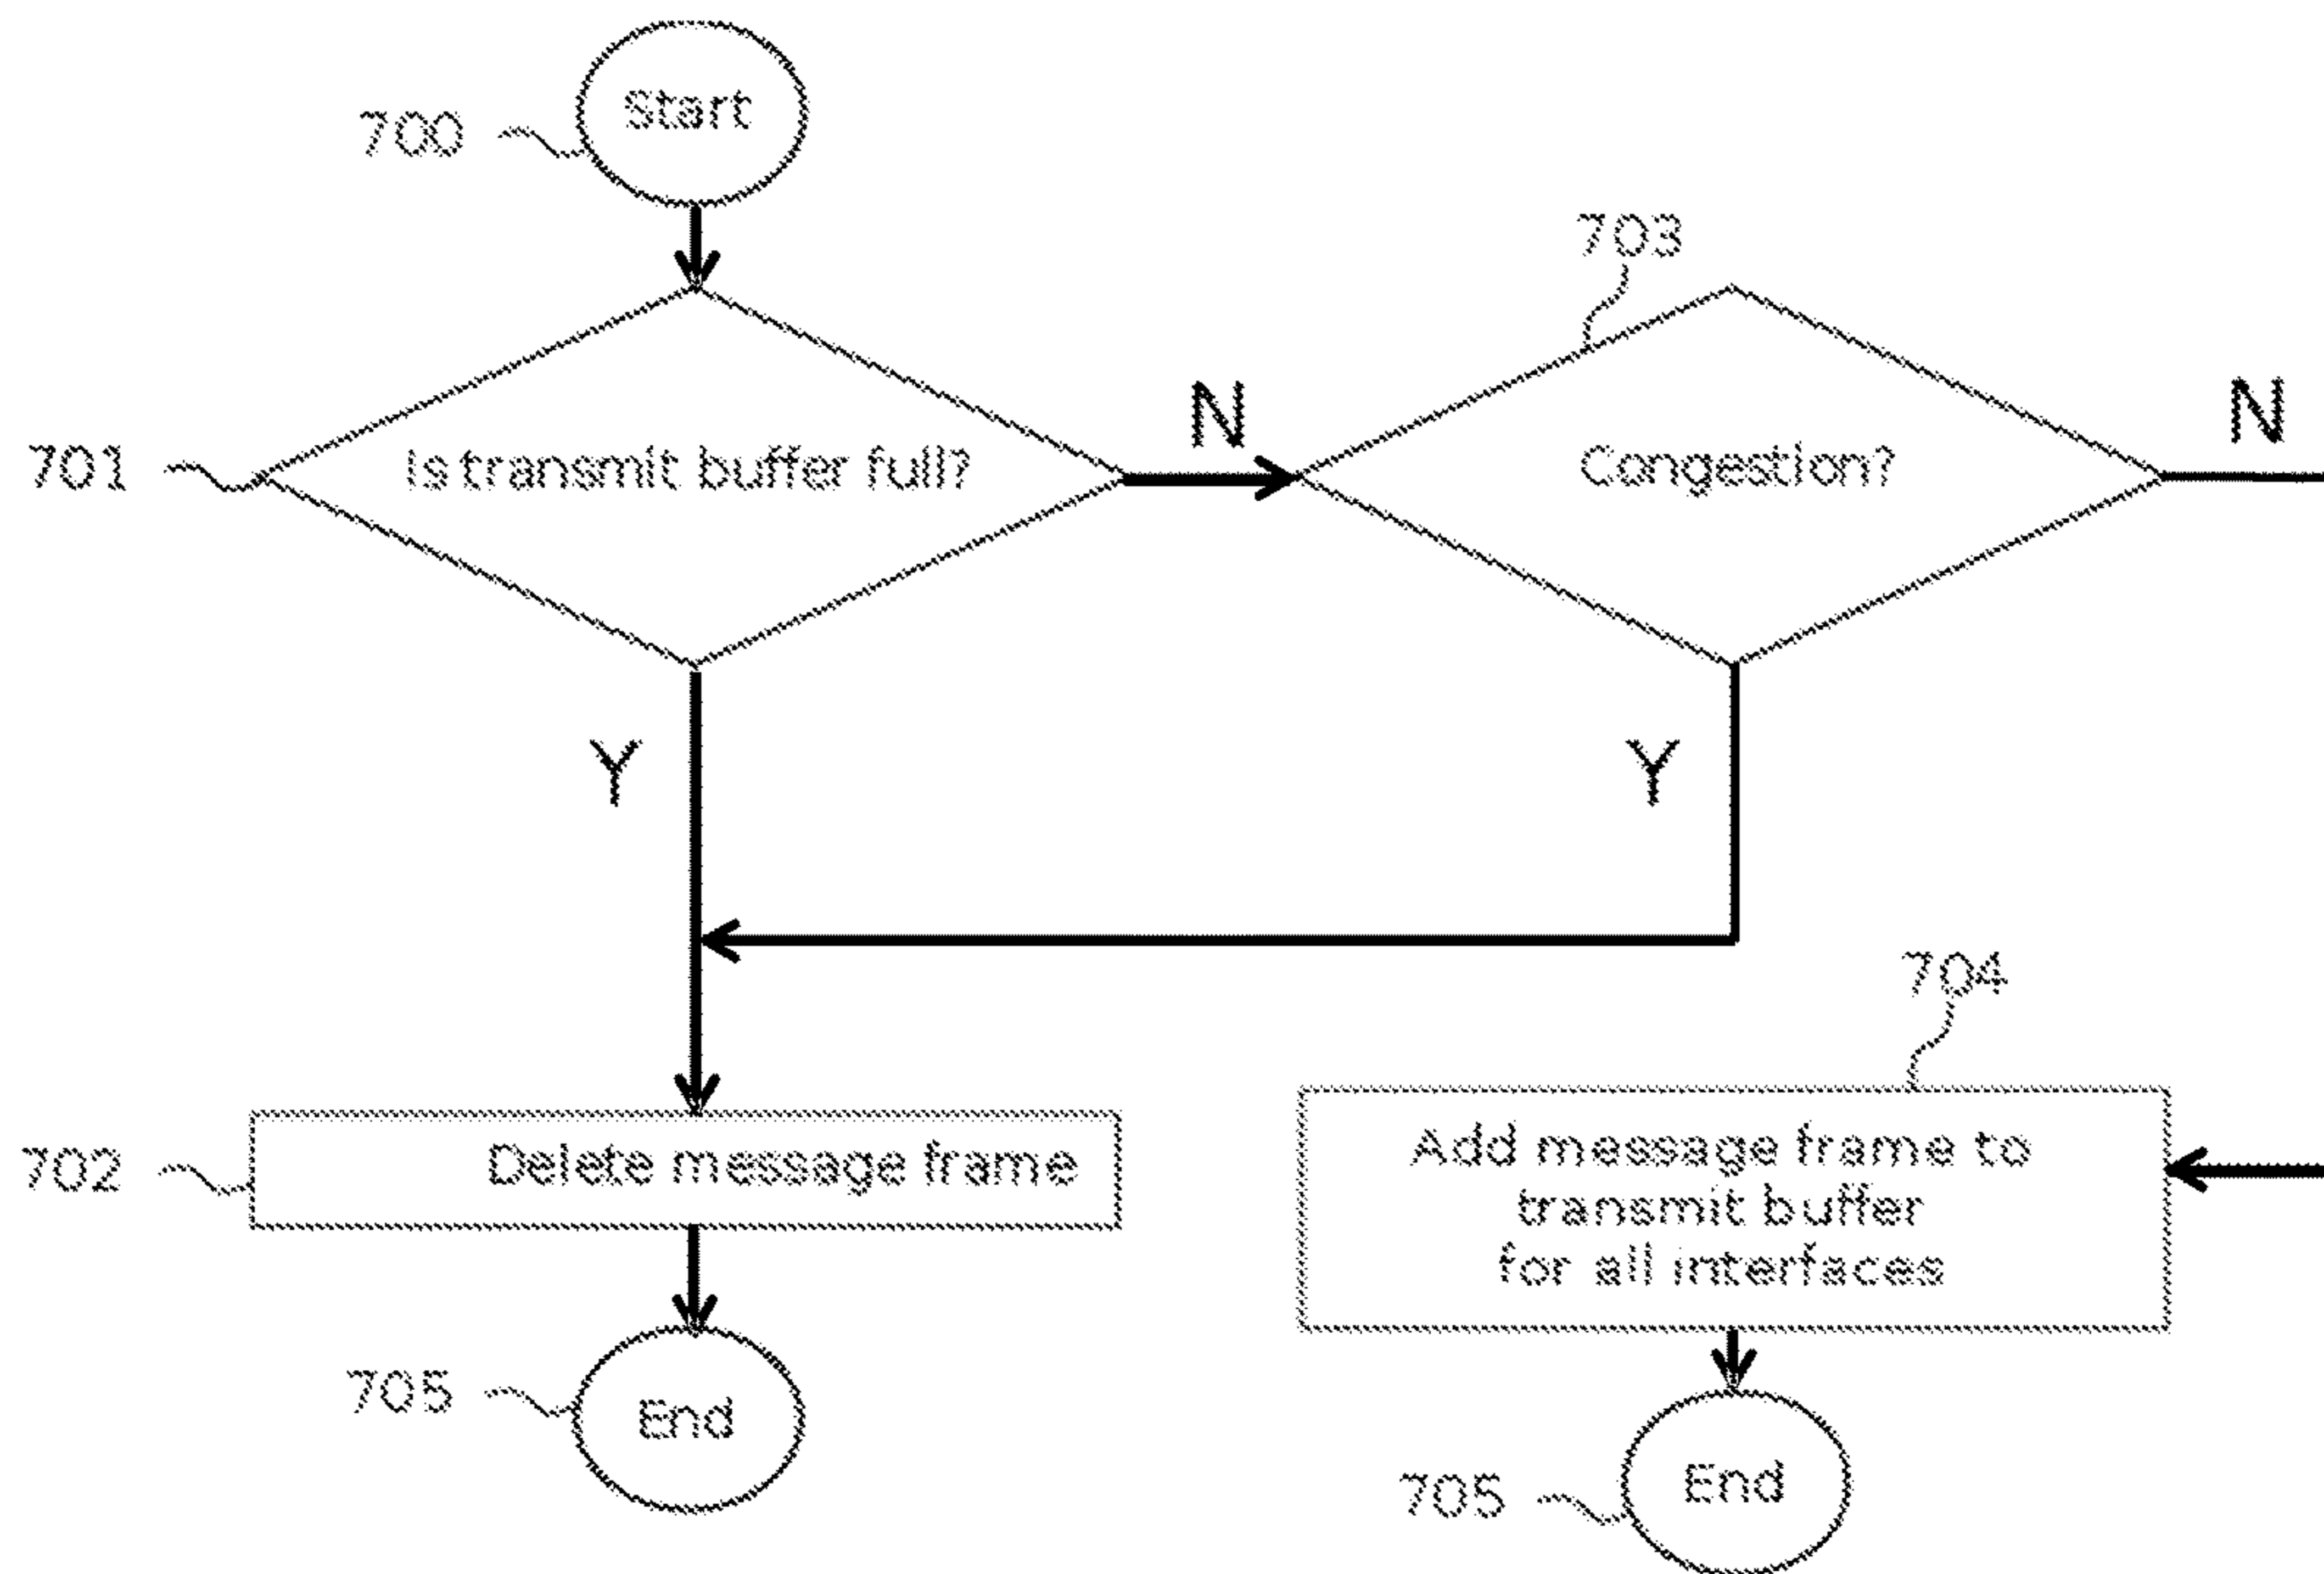 Start
700
703
N
N
701
Is transmit buffer full?
Congestion?
Y
Y
704
702
Delete message frame
Add message frame to
transmit buffer
for all interfaces
705
End
705
End